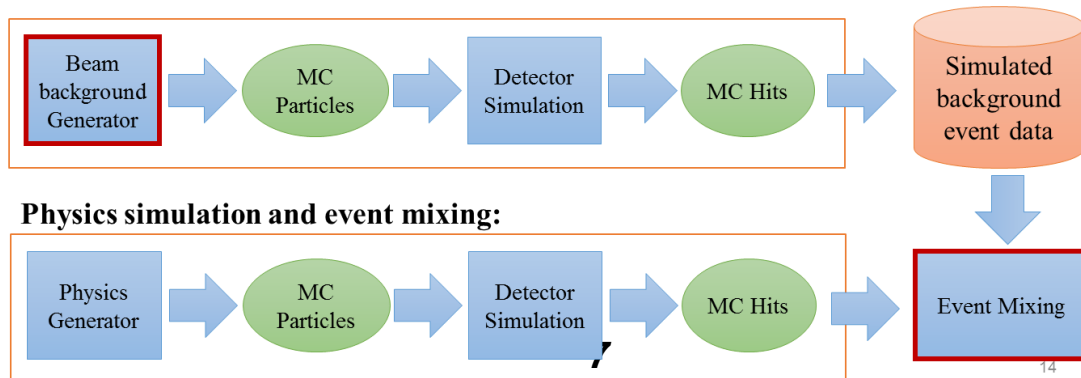 Beam
background
Generator
MC
Particles
Detector
Simulation
MC Hits
Simulated
background
event data
Physics simulation and event mixing:
Physics
Generator
MC
Particles
Detector
Simulation
MC Hits
Event Mixing
14